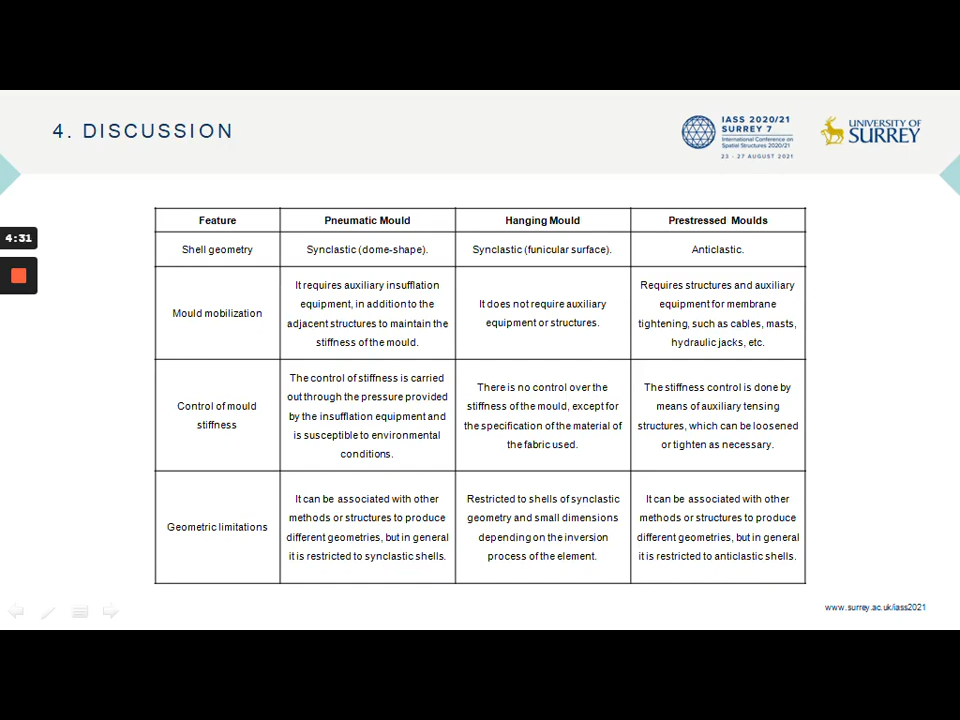 4. DISCUSSION
IASS 2020/21
SURREY 7
International Conference on
Spatial Structures 2020/21
23 - 27 AUGUST 2021
UNIVERSITY OF
SURREY
4:31
Feature
Pneumatic Mould
Hanging Mould
Prestressed Moulds
Shell geometry
Synclastic (dome-shape).
Synclastic (funicular surface).
Anticlastic.
Mould mobilization
It requires auxiliary insufflation
equipment, in addition to the
adjacent structures to maintain the
stiffness of the mould.
It does not require auxiliary
equipment or structures.
Requires structures and auxiliary
equipment for membrane
tightening, such as cables, masts,
hydraulic jacks, etc.
Control of mould
stiffness
The control of stiffness is carried
out through the pressure provided
by the insufflation equipment and
is susceptible to environmental
conditions.
There is no control over the
stiffness of the mould, except for
the specification of the material of
the fabric used.
The stiffness control is done by
means of auxiliary tensing
structures, which can be loosened
or tighten as necessary.
Geometric limitations
It can be associated with other
methods or structures to produce
different geometries, but in general
it is restricted to synclastic shells.
Restricted to shells of synclastic
geometry and small dimensions
depending on the inversion
process of the element.
It can be associated with other
methods or structures to produce
different geometries, but in general
it is restricted to anticlastic shells.
www.surrey.ac.uk/iass2021